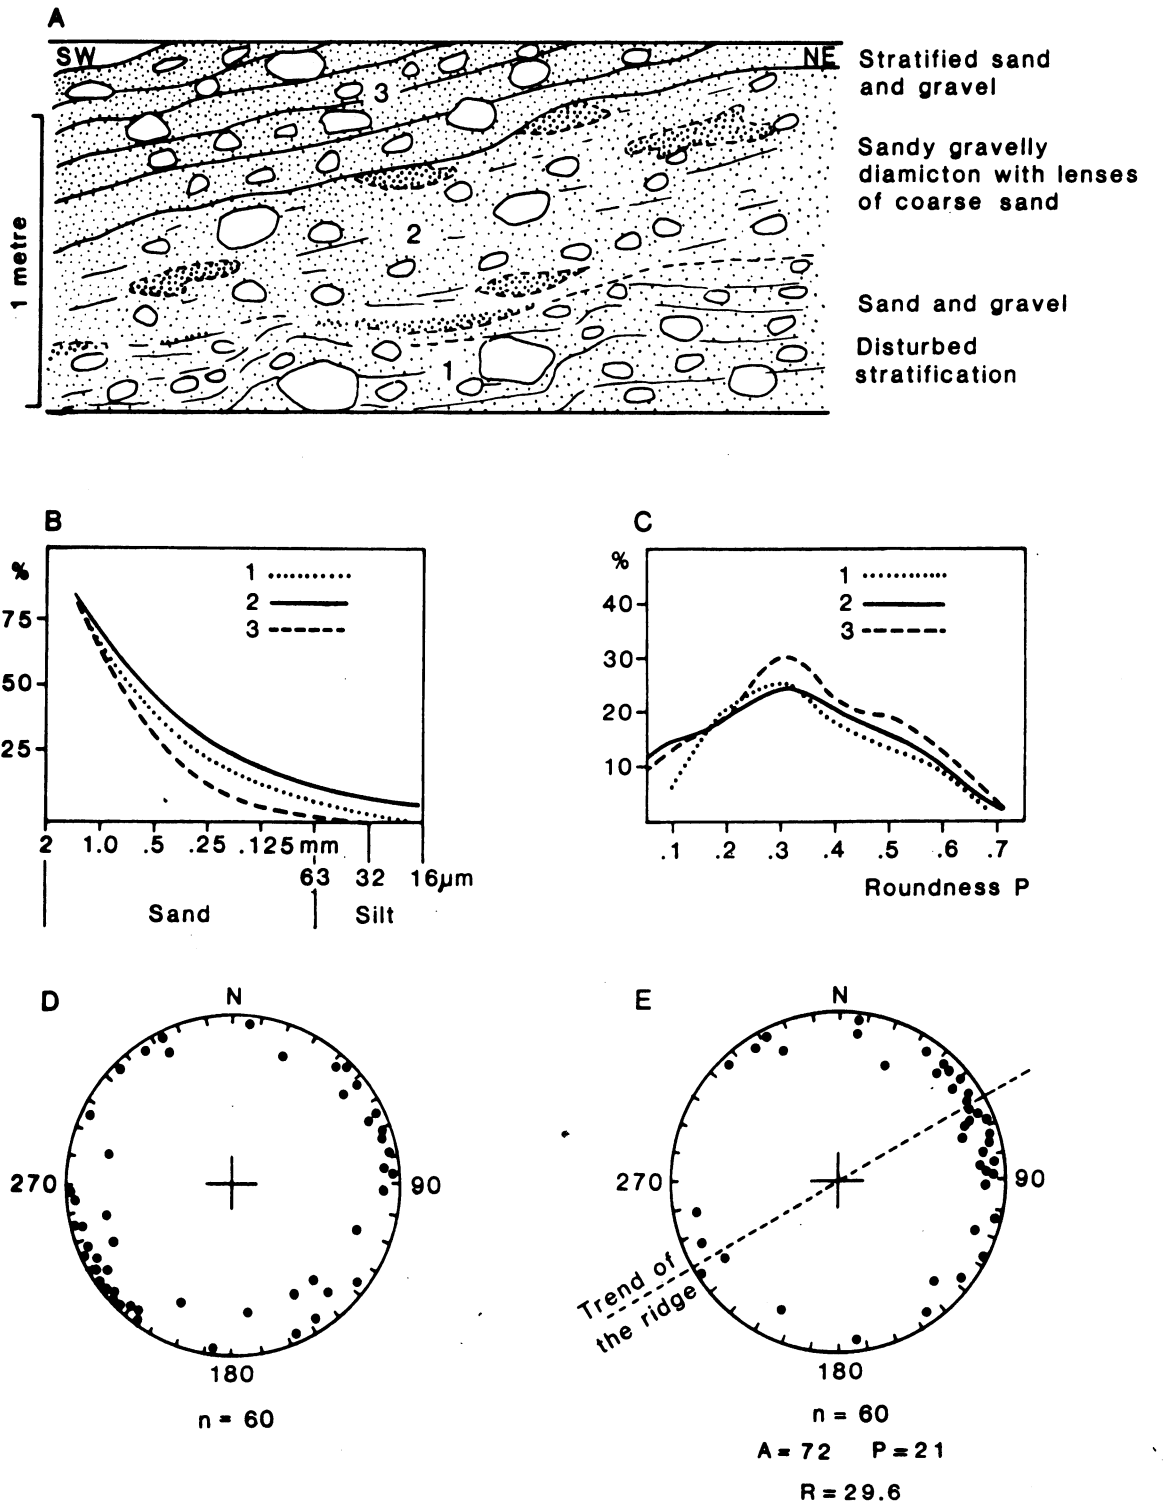 A
SW
NE
3
2
1
1 metre
Stratified sand
and gravel
Sandy gravelly
diamicton with lenses
of coarse sand
Sand and gravel
Disturbed
stratification
B
%
75
50
25
1
2
3
2 1.0 .5 .25 .125 mm
63 32 16µm
Sand Silt
C
%
40
30
20
10
1
2
3
.1 .2 .3 .4 .5 .6 .7
Roundness P
D
N
270
90
180
n = 60
E
N
270
90
180
Trend of
the ridge
n = 60
A = 72 P = 21
R = 29.6